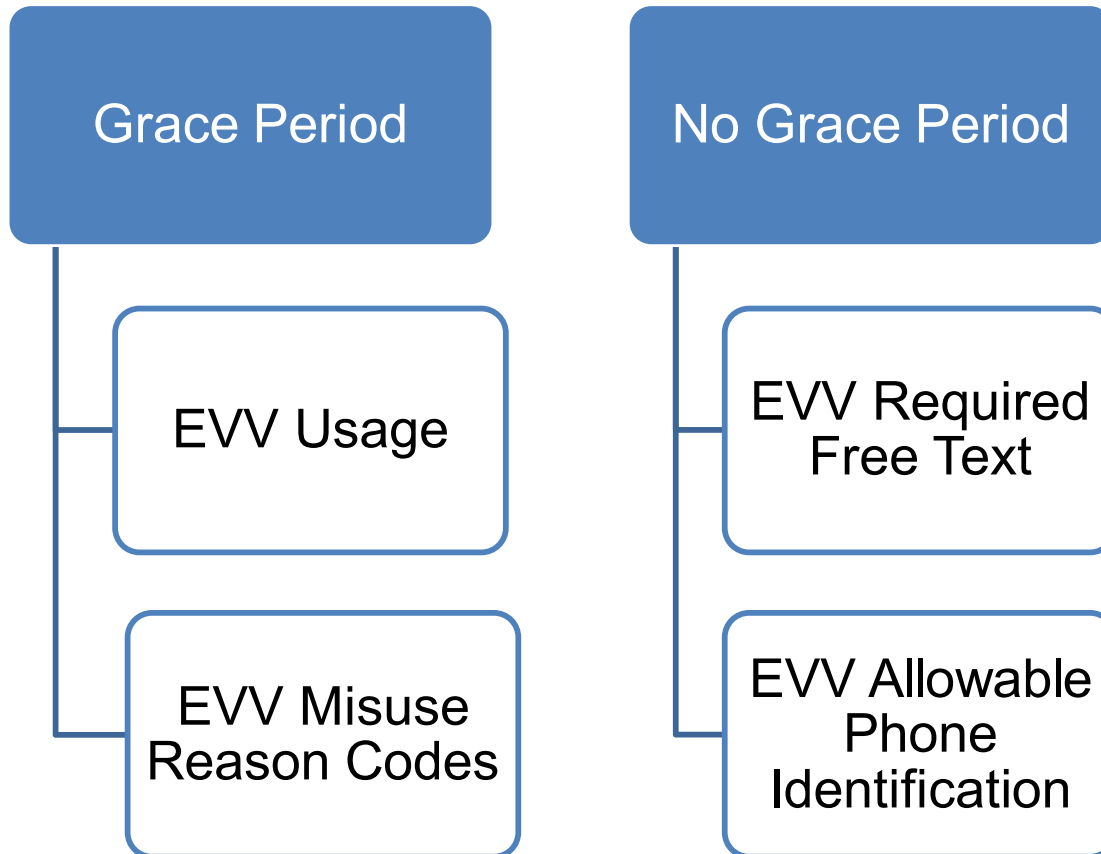 Grace Period
EVV Usage
EVV Misuse
Reason Codes
No Grace Period
EVV Required
Free Text
EVV Allowable
Phone
Identification